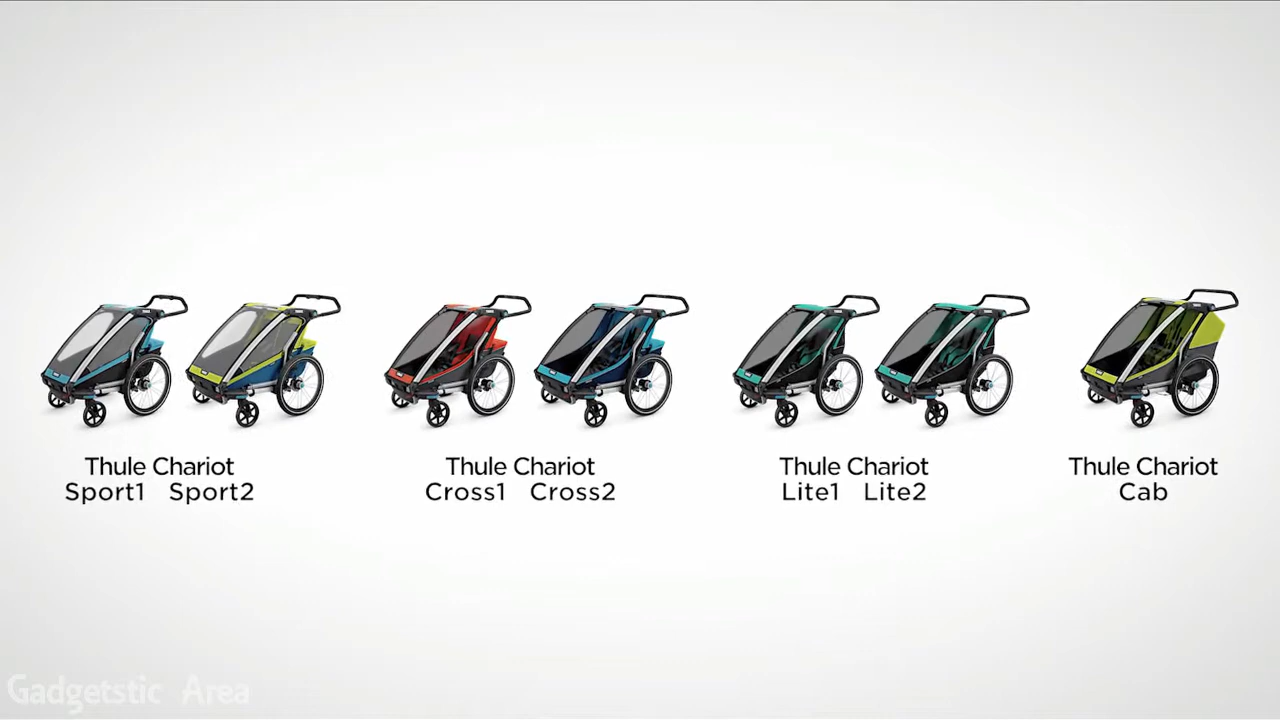 Thule Chariot
Sport1 Sport2
Thule Chariot
Cross1 Cross2
Thule Chariot
Lite1 Lite2
Thule Chariot
Cab
Gadgetstic Area